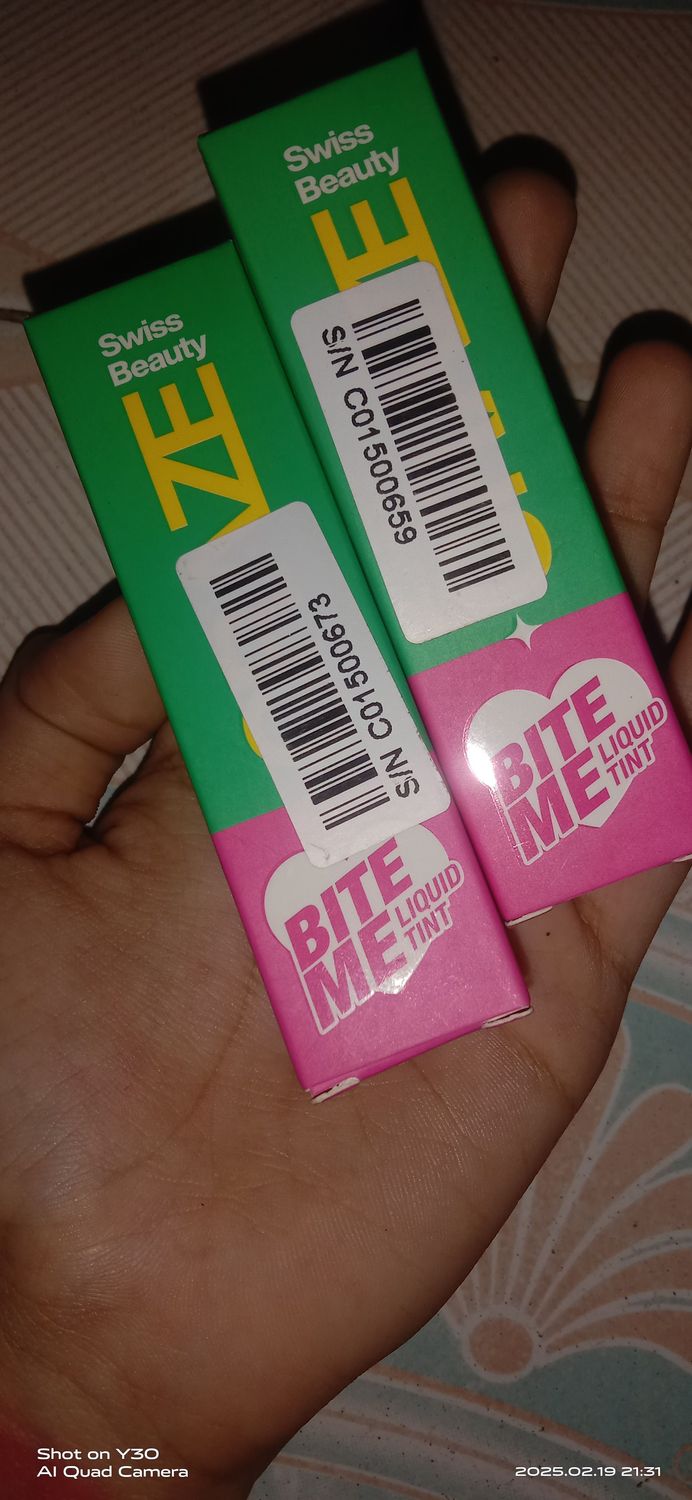 Swiss
Beauty
S/N C01500659
BITE
ME
LIQUID
TINT
Swiss
Beauty
S/N C01500673
BITE
ME
LIQUID
TINT
Shot on Y30
AI Quad Camera
2025.02.19 21:31